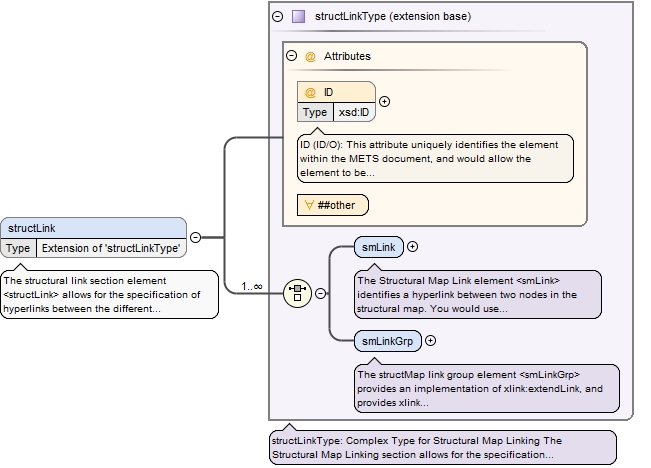 structLinkType (extension base)
@ Attributes
@ ID
Type xsd:ID
ID (ID/O): This attribute uniquely identifies the element
within the METS document, and would allow the
element to be...
∀ ##other
structLink
Type Extension of 'structLinkType'
The structural link section element
<structLink> allows for the specification of
hyperlinks between the different...
1..∞
smLink
The Structural Map Link element <smLink>
identifies a hyperlink between two nodes in the
structural map. You would use...
smLinkGrp
The structMap link group element <smLinkGrp>
provides an implementation of xlink:extendLink, and
provides xlink...
structLinkType: Complex Type for Structural Map Linking The
Structural Map Linking section allows for the specification...